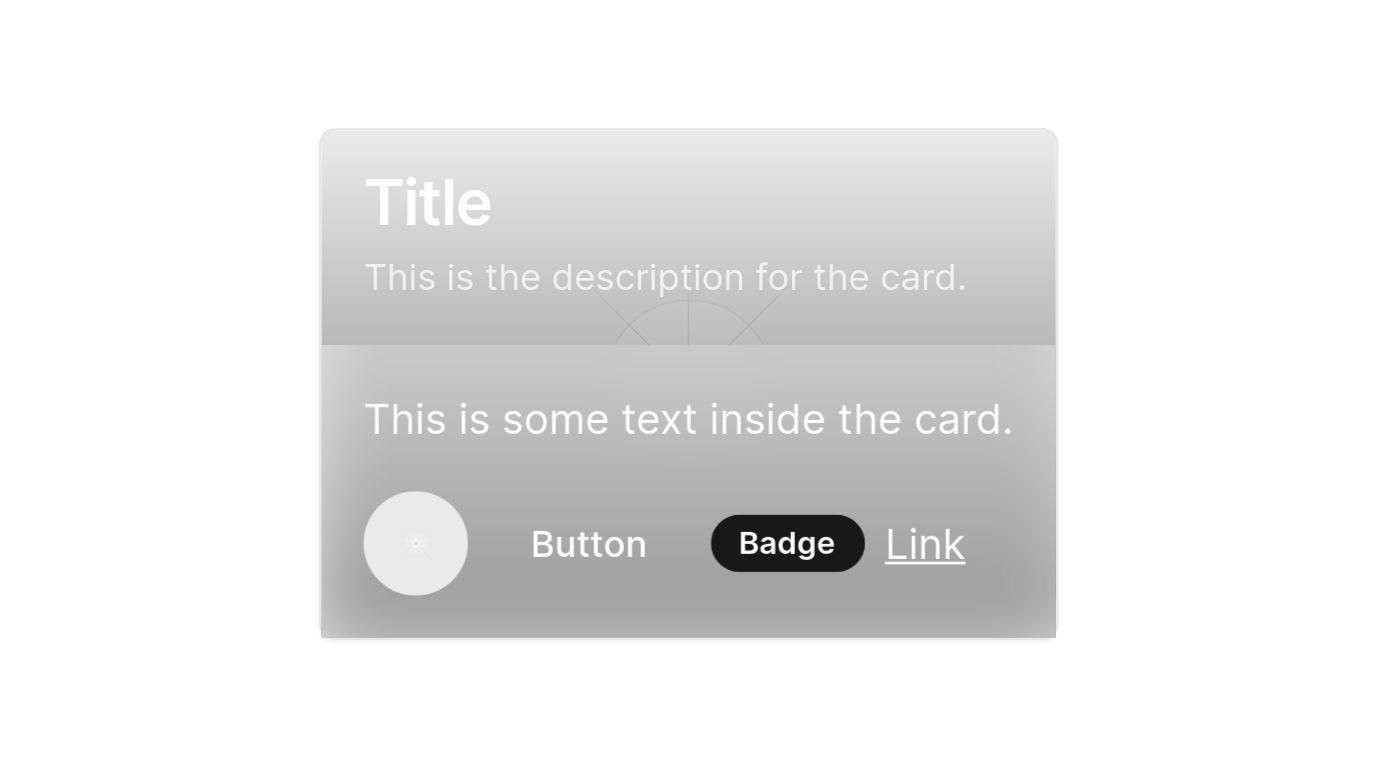 Title
This is the description for the card.
This is some text inside the card.
Button Badge Link